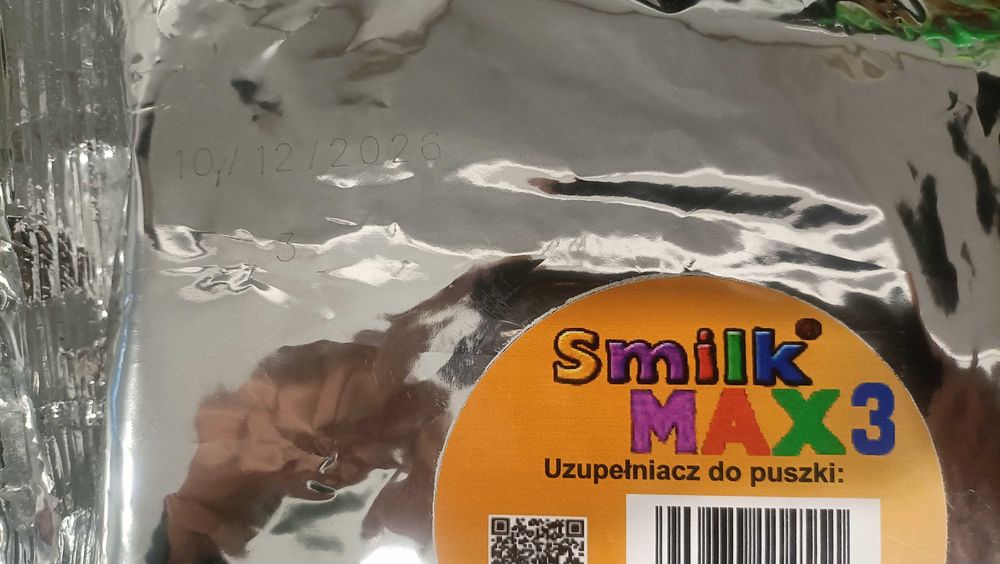 10/12/2026
3
Smilk
MAX3
Uzupełniacz do puszki: